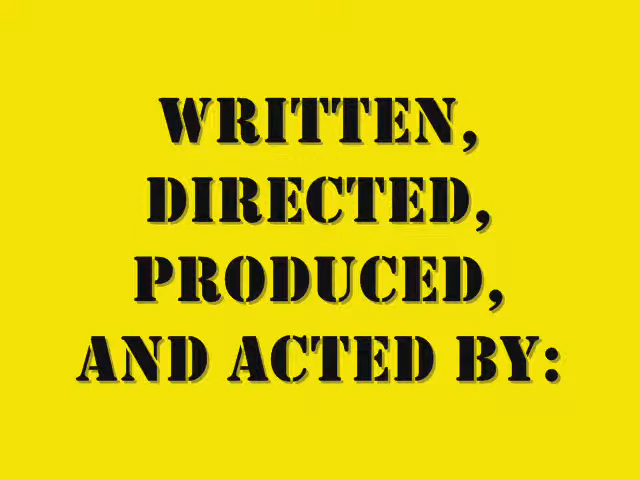 WRITTEN,
DIRECTED,
PRODUCED,
AND ACTED BY: